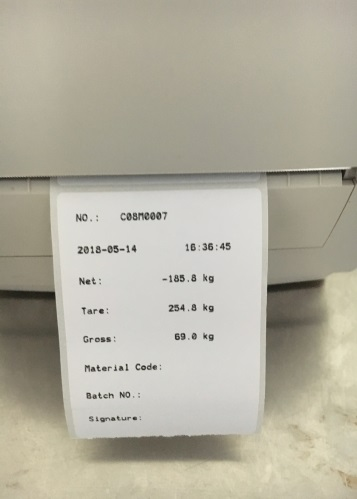 NO.: C08M0007
2018-05-14 16:36:45
Net: -185.8 kg
Tare: 254.8 kg
Gross: 69.0 kg
Material Code:
Batch NO.:
Signature: